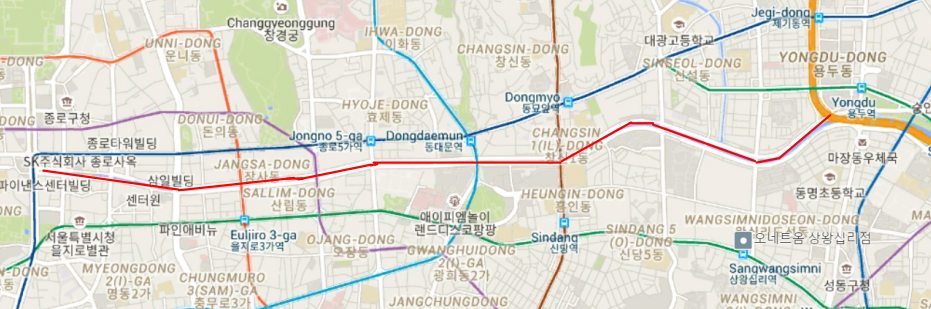 Changgyeonggung
창경궁
Jegi-dong
제기동역
UNNI-DONG
운니동
IHWA-DONG
이화동
CHANGSIN-DONG
창신동
대광고등학교
YONGDU-DONG
용두동
SINSEOL-DONG
신설동
DONG
동
종로구청
DONUI-DONG
돈의동
HYOJE-DONG
효제동
Dongmyo
동묘앞역
Yongdu
용두역
종로타워빌딩
Jongno 5-ga
종로5가역
Dongdaemun
동대문역
CHANGSIN
1(IL)-DONG
창신1동
SK주식회사 종로사옥
JANGSA-DONG
장사동
마장동우체국
파이낸스센터빌딩
삼일빌딩
센터원
SALLIM-DONG
산림동
HEUNGIN-DONG
흥인동
동명초등학교
애이피엠놀이
랜드디스코팡팡
WANGSIMNIDOSEON-DONG
왕십리도선동
서울특별시청
을지로별관
파인애비뉴
Euljiro 3-ga
을지로3가역
OJANG-DONG
오장동
Sindang
신당역
SINDANG 5
(O)-DONG
신당5동
오네트움 상왕십리점
GWANGHUIDONG
2(I)-GA
광희동2가
Sangwangsimni
상왕십리역
MYEONGDONG
2(I)-GA
명동2가
CHUNGMURO
3(SAM)-GA
충무로3가
JANGCHUNGDONG
WANGSIMNI
성동구청